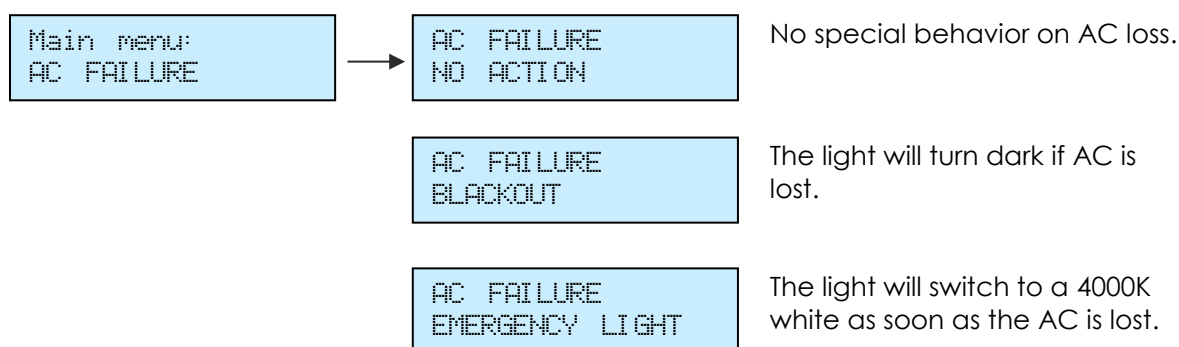 Main menu:
AC FAILURE
AC FAILURE
NO ACTION
No special behavior on AC loss.
AC FAILURE
BLACKOUT
The light will turn dark if AC is
lost.
AC FAILURE
EMERGENCY LIGHT
The light will switch to a 4000K
white as soon as the AC is lost.